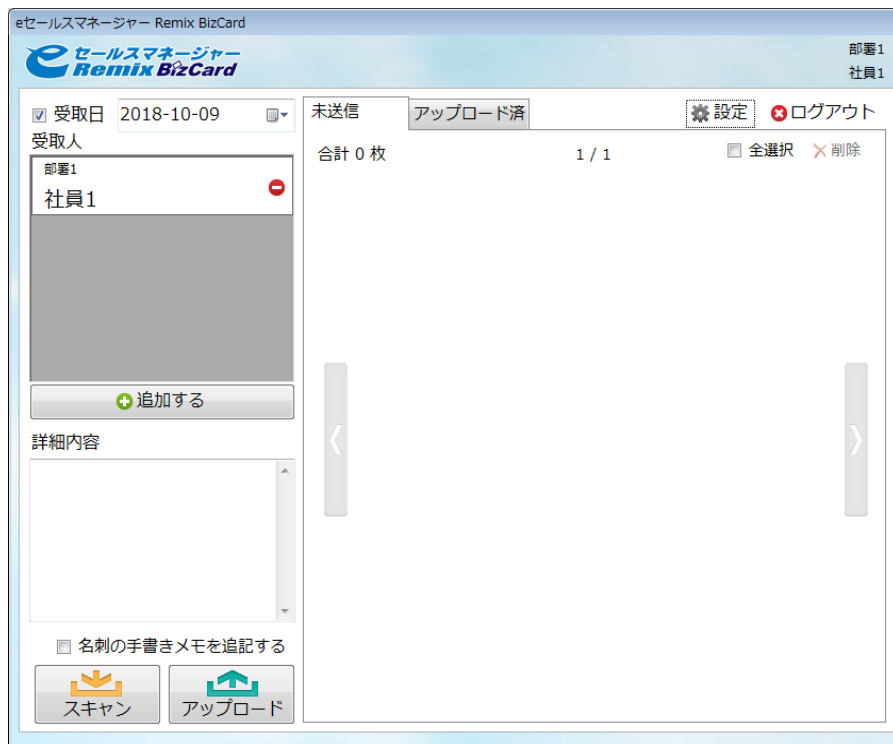 eセールスマネージャー Remix BizCard
eセールスマネージャー
Remix BizCard
部署1
社員1
受取日 2018-10-09
受取人
部署1
社員1
追加する
詳細内容
名刺の手書きメモを追記する
スキャン アップロード
未送信 アップロード済 設定 ログアウト
合計 0 枚 1 / 1 全選択 削除